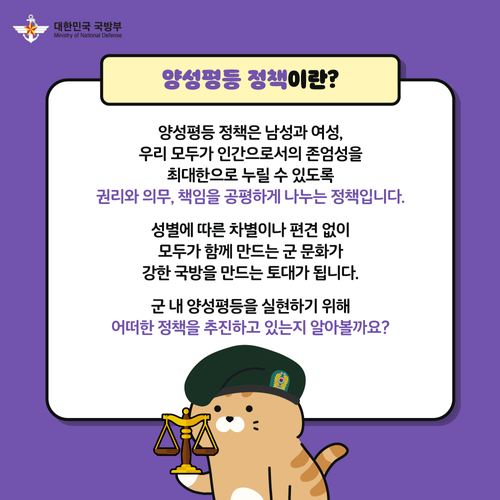 대한민국 국방부
Ministry of National Defense
양성평등 정책이란?
양성평등 정책은 남성과 여성,
우리 모두가 인간으로서의 존엄성을
최대한으로 누릴 수 있도록
권리와 의무, 책임을 공평하게 나누는 정책입니다.
성별에 따른 차별이나 편견 없이
모두가 함께 만드는 군 문화가
강한 국방을 만드는 토대가 됩니다.
군 내 양성평등을 실현하기 위해
어떠한 정책을 추진하고 있는지 알아볼까요?